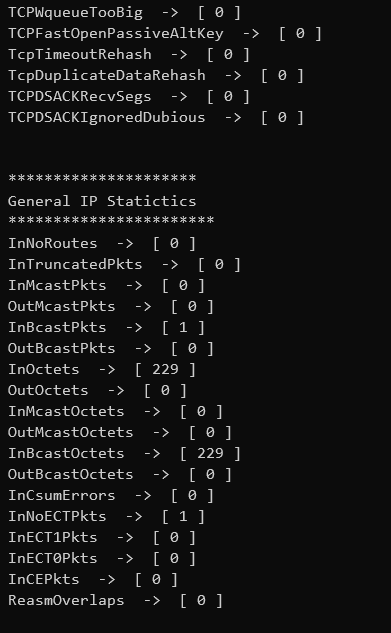 TCPWqueueTooBig  ->  [ 0 ]
TCPFastOpenPassiveAltKey  ->  [ 0 ]
TcpTimeoutRehash  ->  [ 0 ]
TcpDuplicateDataRehash  ->  [ 0 ]
TCPDSACKRecvSegs  ->  [ 0 ]
TCPDSACKIgnoredDubious  ->  [ 0 ]
*********************
General IP Statictics
***********************
InNoRoutes  ->  [ 0 ]
InTruncatedPkts  ->  [ 0 ]
InMcastPkts  ->  [ 0 ]
OutMcastPkts  ->  [ 0 ]
InBcastPkts  ->  [ 1 ]
OutBcastPkts  ->  [ 0 ]
InOctets  ->  [ 229 ]
OutOctets  ->  [ 0 ]
InMcastOctets  ->  [ 0 ]
OutMcastOctets  ->  [ 0 ]
InBcastOctets  ->  [ 229 ]
OutBcastOctets  ->  [ 0 ]
InCsumErrors  ->  [ 0 ]
InNoECTPkts  ->  [ 1 ]
InECT1Pkts  ->  [ 0 ]
InECT0Pkts  ->  [ 0 ]
InCEPkts  ->  [ 0 ]
ReasmOverlaps  ->  [ 0 ]